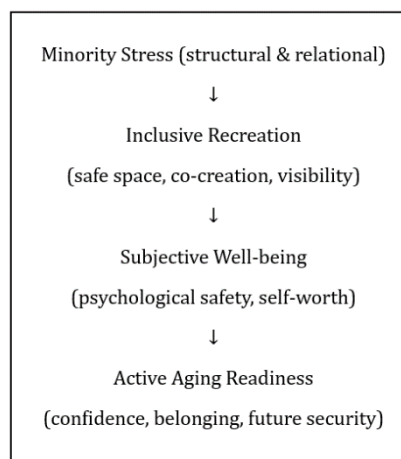 Minority Stress (structural & relational)
↓
Inclusive Recreation
(safe space, co-creation, visibility)
↓
Subjective Well-being
(psychological safety, self-worth)
↓
Active Aging Readiness
(confidence, belonging, future security)